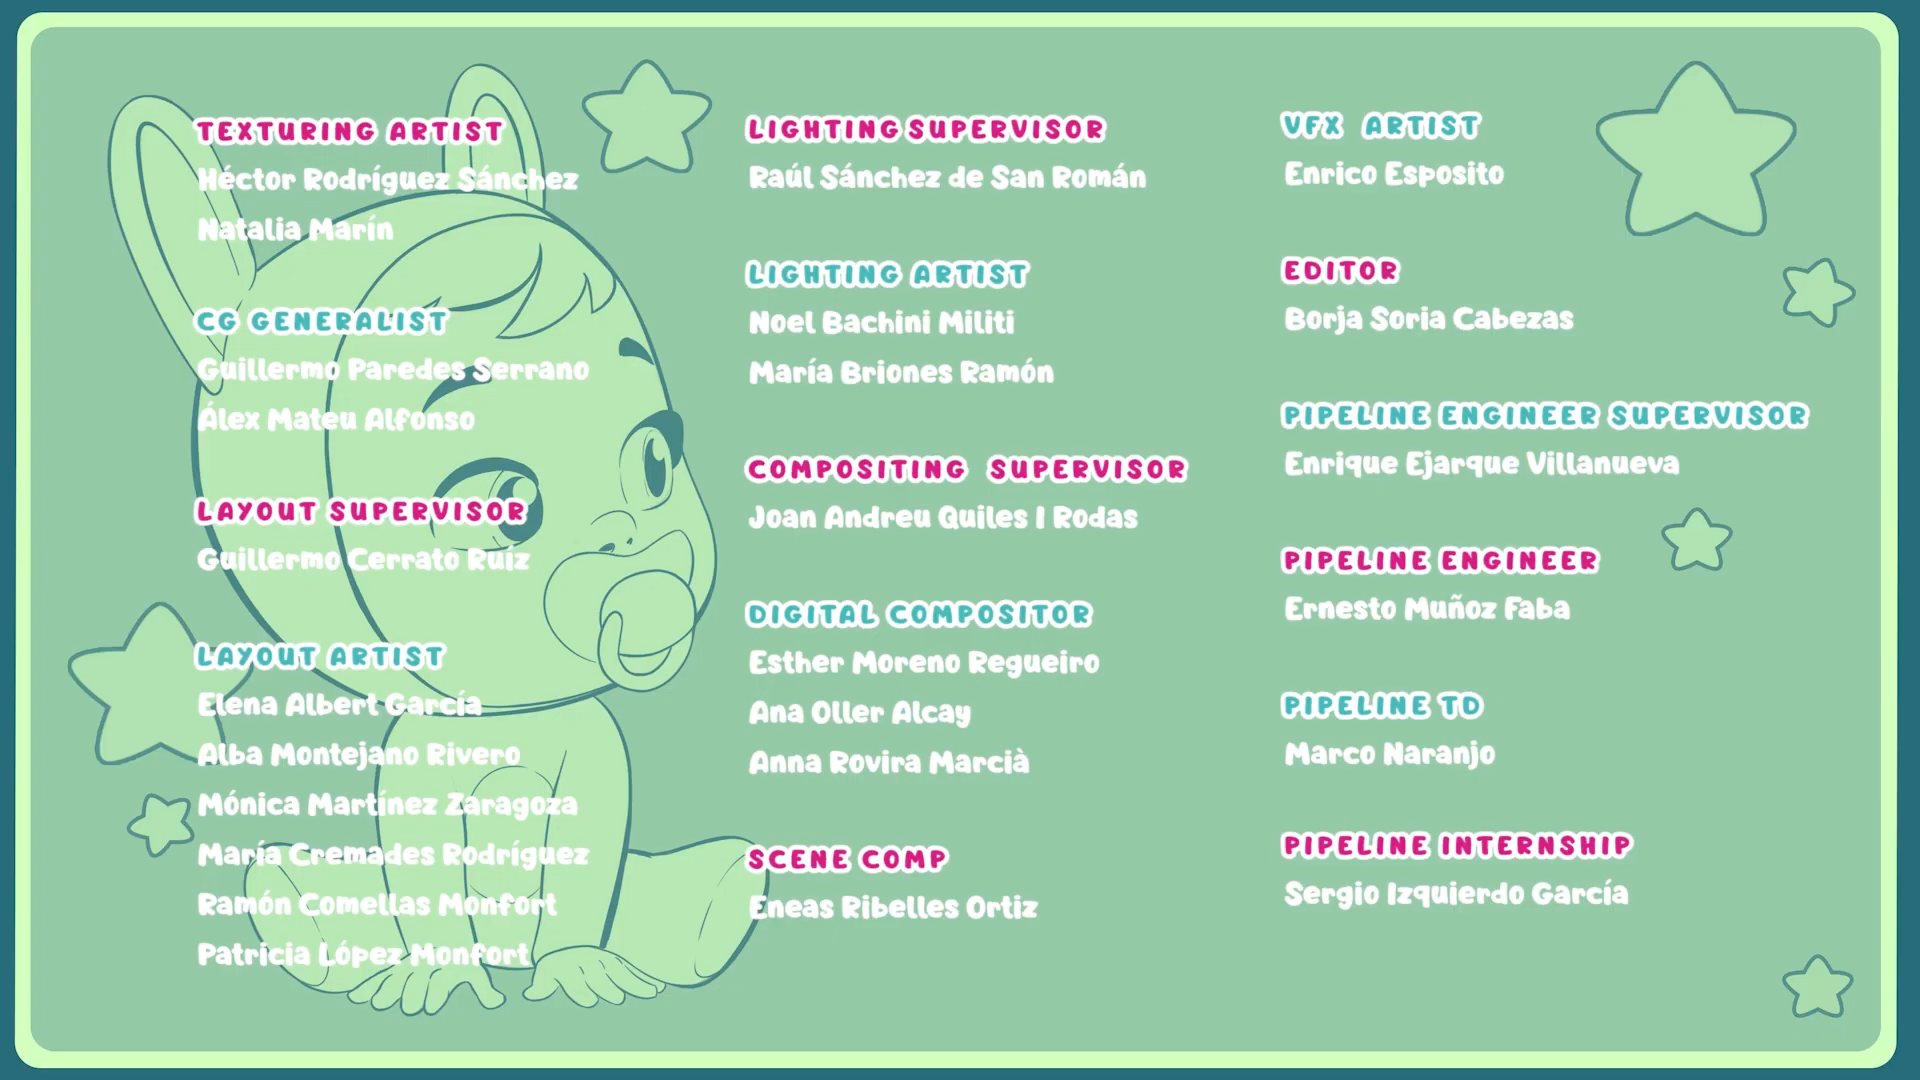 TEXTURING ARTIST
Héctor Rodríguez Sánchez
Natalia Marín
CG GENERALIST
Guillermo Paredes Serrano
Álex Mateu Alfonso
LAYOUT SUPERVISOR
Guillermo Cerrato Ruíz
LAYOUT ARTIST
Elena Albert García
Alba Montejano Rivero
Mónica Martínez Zaragoza
María Cremades Rodríguez
Ramón Comellas Monfort
Patricia López Monfort
LIGHTING SUPERVISOR
Raúl Sánchez de San Román
LIGHTING ARTIST
Noel Bachini Militi
María Briones Ramón
COMPOSITING SUPERVISOR
Joan Andreu Quiles I Rodas
DIGITAL COMPOSITOR
Esther Moreno Regueiro
Ana Oller Alcay
Anna Rovira Marcià
SCENE COMP
Eneas Ribelles Ortiz
VFX ARTIST
Enrico Esposito
EDITOR
Borja Soria Cabezas
PIPELINE ENGINEER SUPERVISOR
Enrique Ejarque Villanueva
PIPELINE ENGINEER
Ernesto Muñoz Faba
PIPELINE TD
Marco Naranjo
PIPELINE INTERNSHIP
Sergio Izquierdo García